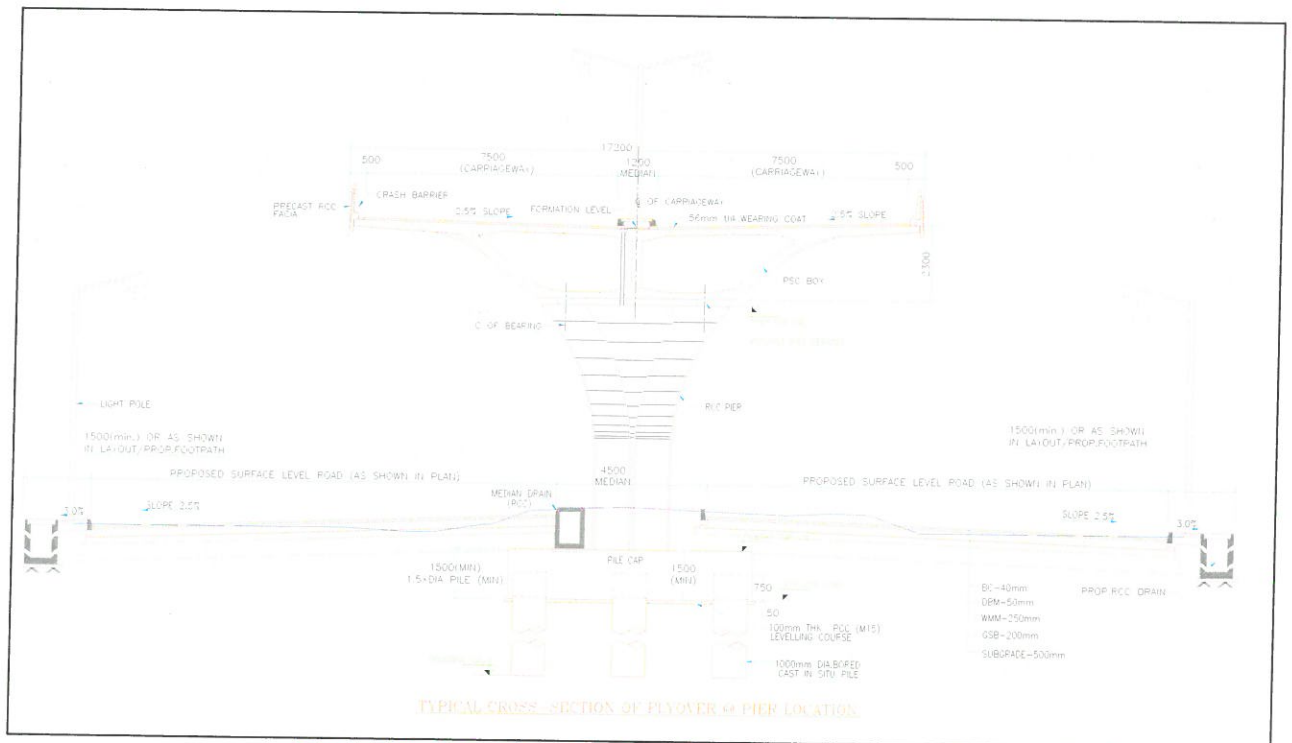 17200
500
7500
(CARRIAGEWAY)
1200
MEDIAN
7500
(CARRIAGEWAY)
500
CRASH BARRIER
PRECAST RCC
FACIA
2.5% SLOPE
FORMATION LEVEL
OF CARRIAGEWAY
56mm WEARING COAT
2.5% SLOPE
2300
PSC BOY
C OF BEARING
LIGHT POLE
RCC PIER
1500(min.) OR AS SHOWN
IN LAYOUT/PROP.FOOTPATH
1500(min.) OR AS SHOWN
IN LAYOUT/PROP.FOOTPATH
PROPOSED SURFACE LEVEL ROAD (AS SHOWN IN PLAN)
4500
MEDIAN
PROPOSED SURFACE LEVEL ROAD (AS SHOWN IN PLAN)
MEDIAN DRAIN
(RCC)
3.0%
SLOPE 2.5%
SLOPE 2.5%
3.0%
PILE CAP
1500(MIN)
1.5×DIA PILE (MIN)
1500
(MIN)
750
50
100mm THK. PCC (M15)
LEVELLING COURSE
1000mm DIA.BORED
CAST IN SITU PILE
BC-40mm
DBM-50mm
WMM-250mm
GSB-200mm
SUBGRADE-500mm
PROP.RCC DRAIN
TYPICAL CROSS SECTION OF FLYOVER @ PIER LOCATION